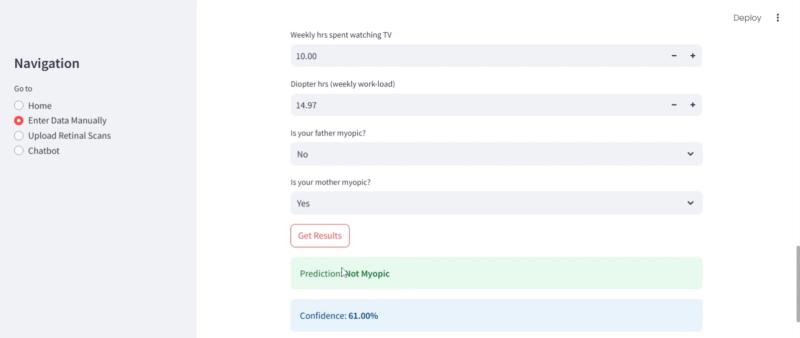 Deploy
Navigation
Go to
Home
Enter Data Manually
Upload Retinal Scans
Chatbot
Weekly hrs spent watching TV
10.00
Diopter hrs (weekly work-load)
14.97
Is your father myopic?
No
Is your mother myopic?
Yes
Get Results
Prediction: Not Myopic
Confidence: 61.00%